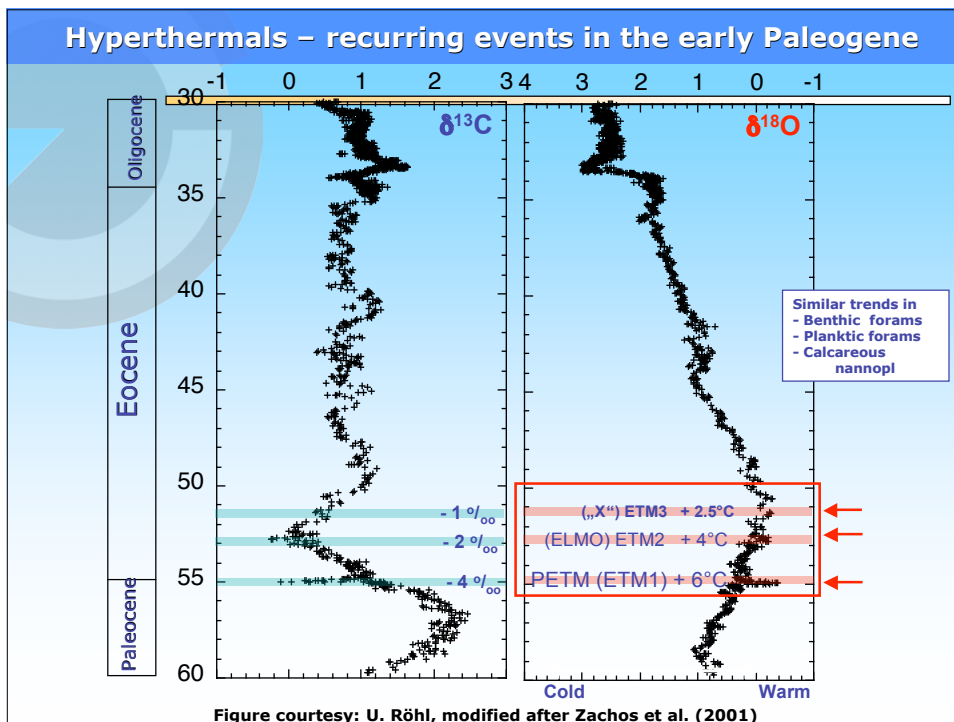 Hyperthermals – recurring events in the early Paleogene
-1 0 1 2 3 4 3 2 1 0 -1
30
35
40
45
50
55
60
Oligocene
Eocene
Paleocene
δ¹³C
δ¹⁸O
Similar trends in
- Benthic forams
- Planktic forams
- Calcareous
nannopl
- 1 o/oo
- 2 o/oo
- 4 o/oo
(„X“) ETM3 + 2.5°C
(ELMO) ETM2 + 4°C
PETM (ETM1) + 6°C
Cold Warm
Figure courtesy: U. Röhl, modified after Zachos et al. (2001)